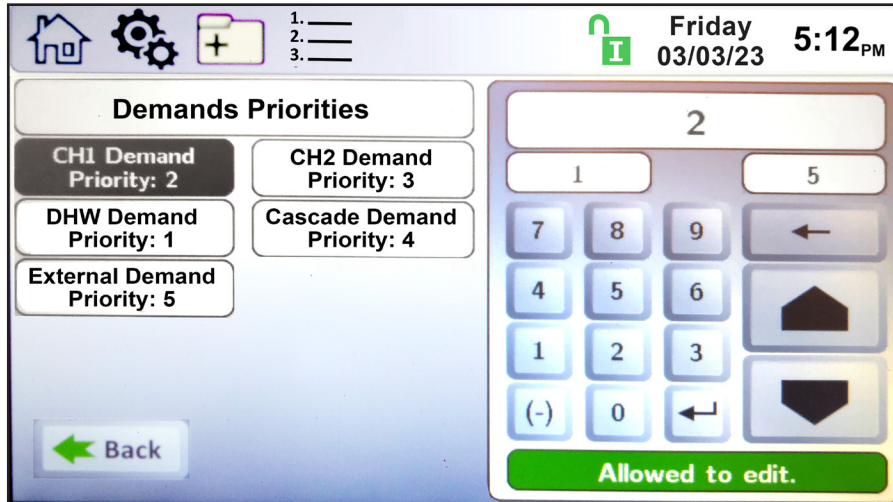 1.
2.
3.
I
Friday
03/03/23
5:12PM
Demands Priorities
CH1 Demand
Priority: 2
CH2 Demand
Priority: 3
DHW Demand
Priority: 1
Cascade Demand
Priority: 4
External Demand
Priority: 5
Back
2
1 5
7 8 9
4 5 6
1 2 3
(-) 0
Allowed to edit.